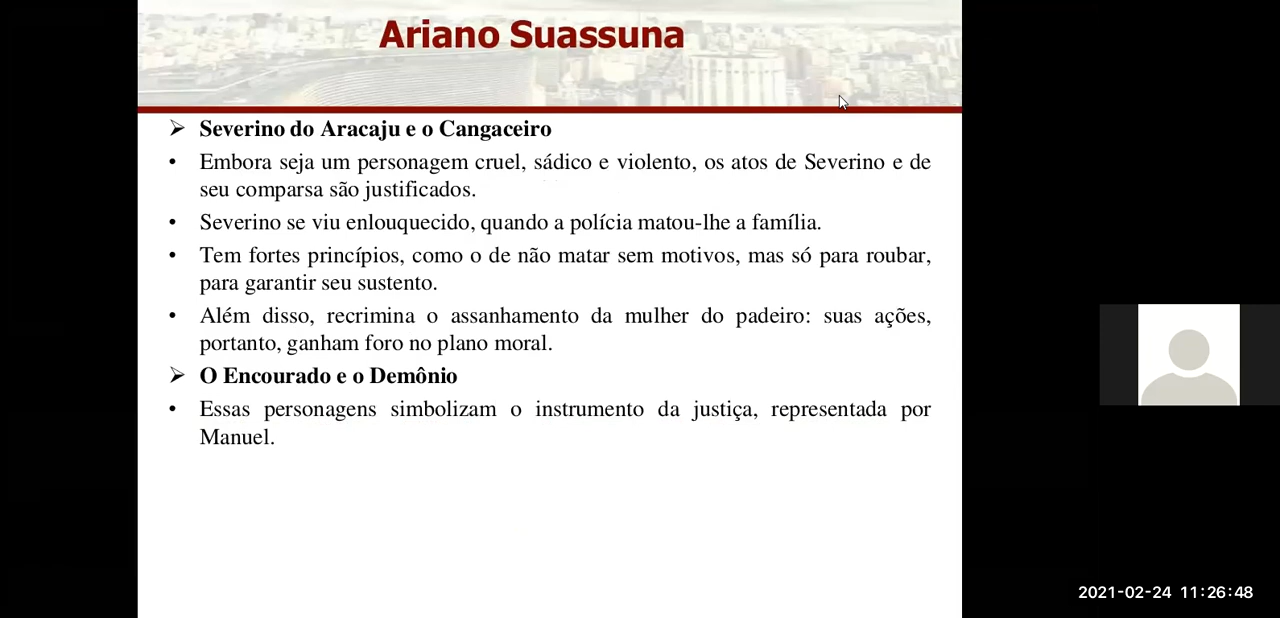 Ariano Suassuna
➢ Severino do Aracaju e o Cangaceiro
• Embora seja um personagem cruel, sádico e violento, os atos de Severino e de
seu comparsa são justificados.
• Severino se viu enlouquecido, quando a polícia matou-lhe a família.
• Tem fortes princípios, como o de não matar sem motivos, mas só para roubar,
para garantir seu sustento.
• Além disso, recrimina o assanhamento da mulher do padeiro: suas ações,
portanto, ganham foro no plano moral.
➢ O Encourado e o Demônio
• Essas personagens simbolizam o instrumento da justiça, representada por
Manuel.
2021-02-24 11:26:48